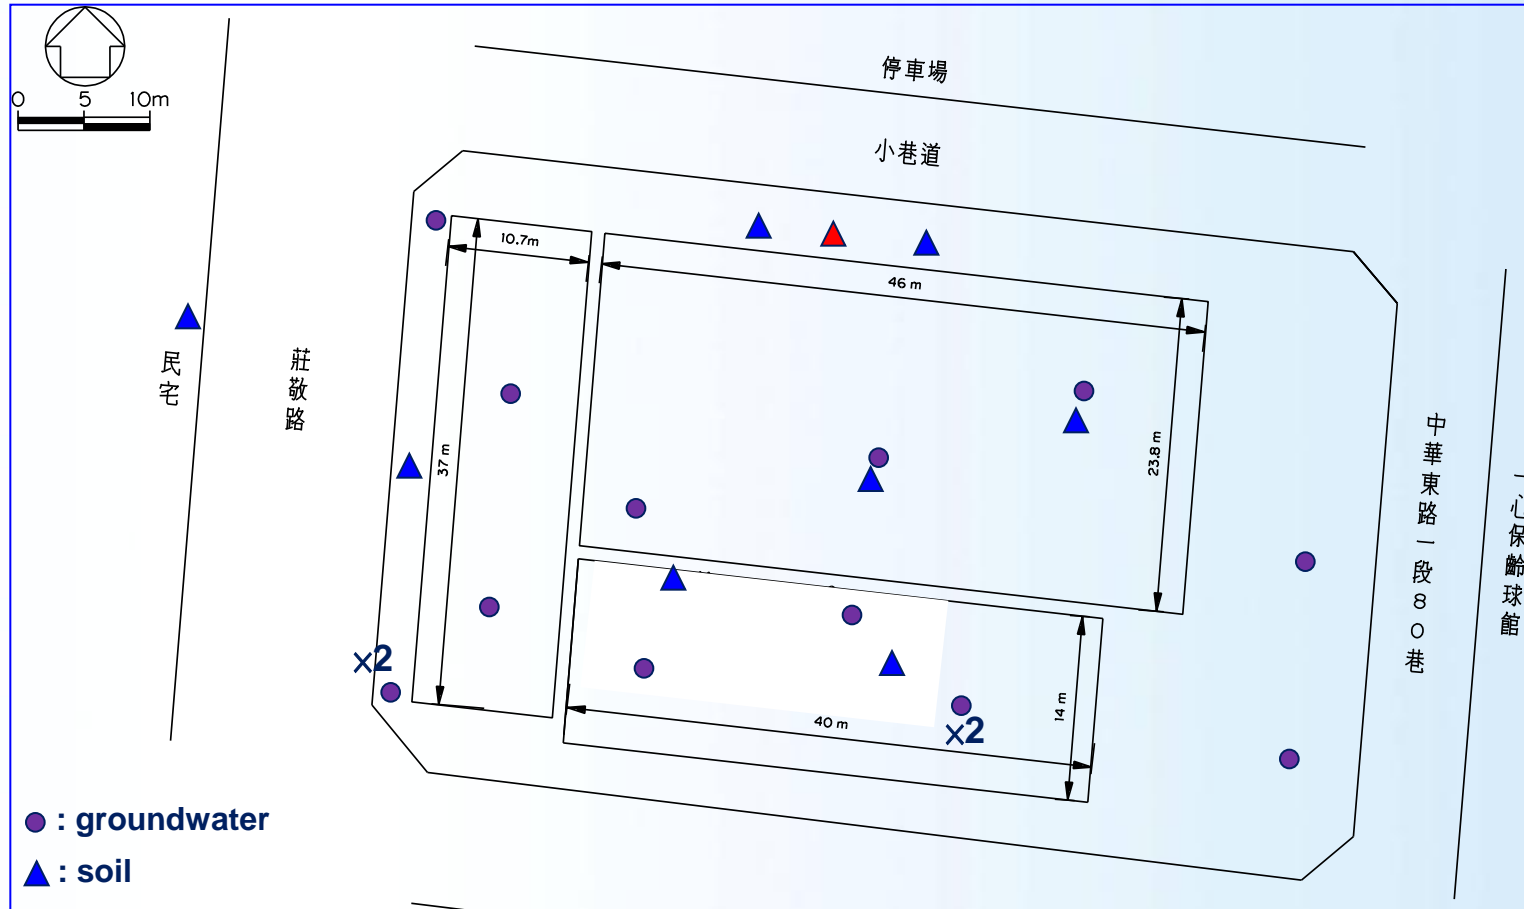 0 5 10m
停車場
小巷道
10.7m
46 m
民宅
莊敬路
37 m
23.8 m
中華東路一段80巷
一心保齡球館
×2
14 m
40 m
×2
: groundwater
: soil